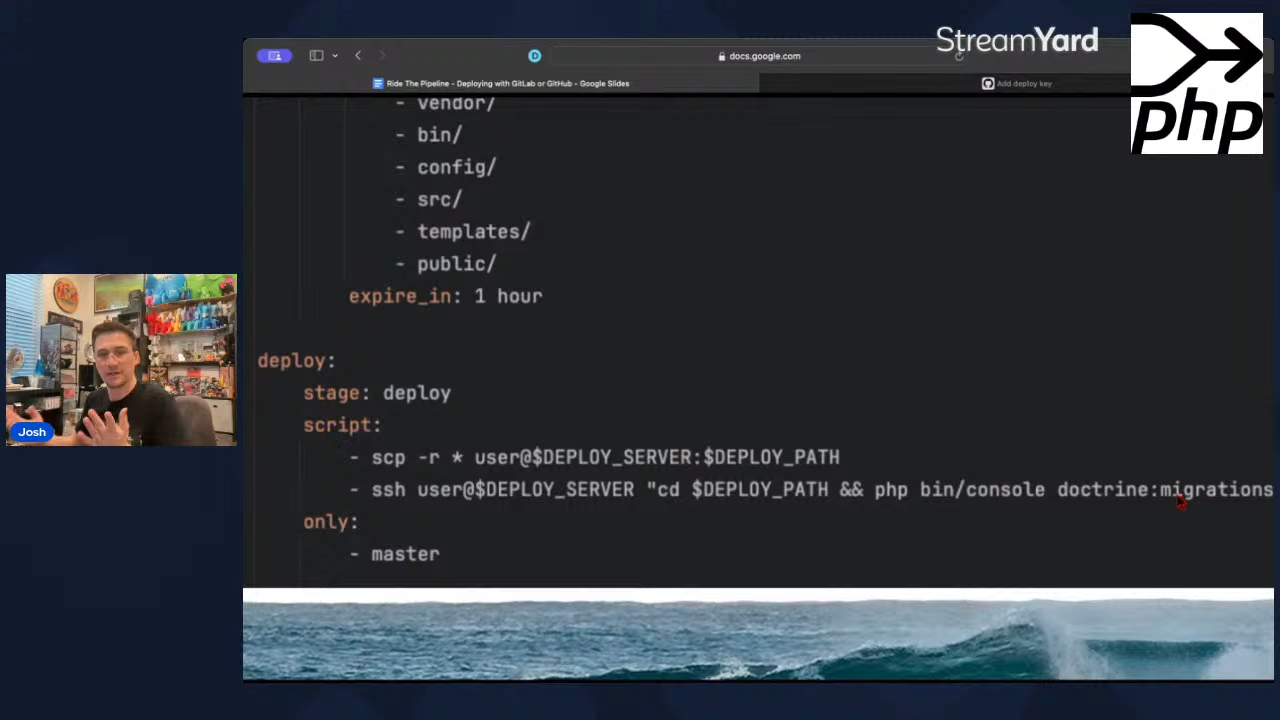 StreamYard
php
docs.google.com
Ride The Pipeline - Deploying with GitLab or GitHub - Google Slides
Add deploy key
- vendor/
- bin/
- config/
- src/
- templates/
- public/
expire_in: 1 hour
deploy:
stage: deploy
script:
- scp -r * user@$DEPLOY_SERVER:$DEPLOY_PATH
- ssh user@$DEPLOY_SERVER "cd $DEPLOY_PATH && php bin/console doctrine:migrations
only:
- master
Josh